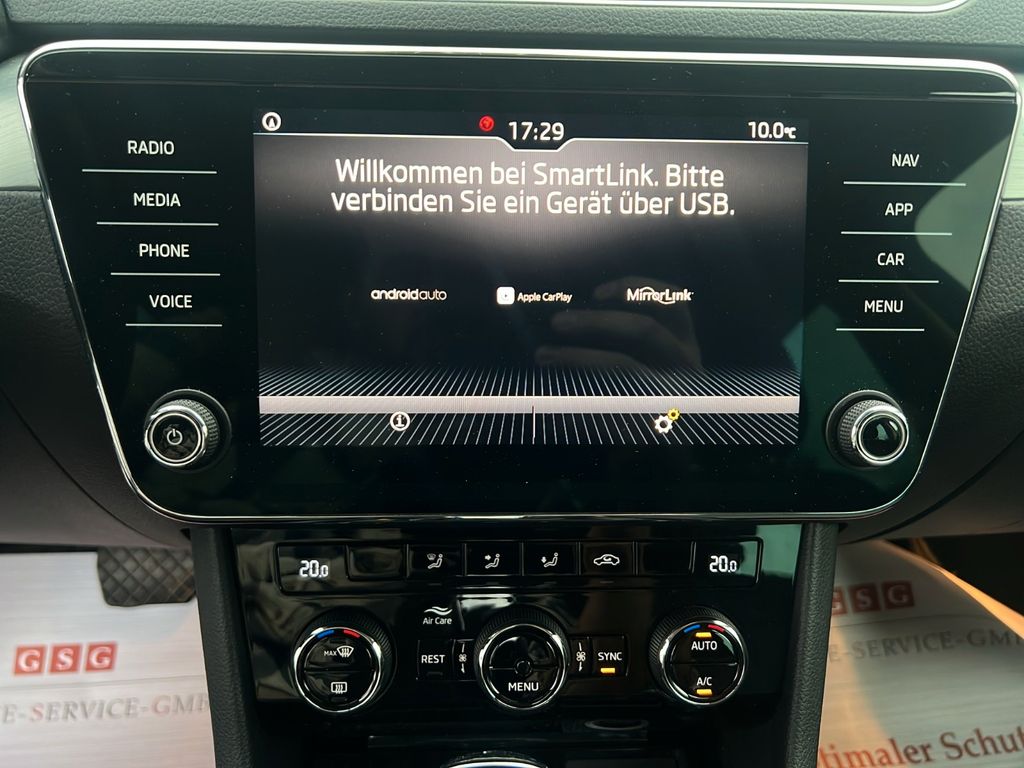 17:29
10.0°C
RADIO
MEDIA
PHONE
VOICE
Willkommen bei SmartLink. Bitte
verbinden Sie ein Gerät über USB.
androidauto
Apple CarPlay
MirrorLink
NAV
APP
CAR
MENU
20.0
20.0
Air Care
MAX
REST
MENU
SYNC
AUTO
A/C
GSG
E-SERVICE-GMB
GSG
-SERVICE-GM
timaler Schut